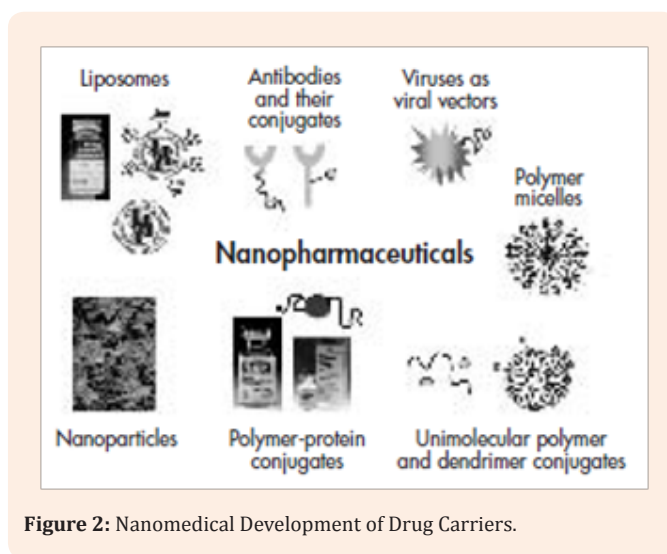 Liposomes
Antibodies
and their
conjugates
Viruses as
viral vectors
Polymer
micelles
Nanopharmaceuticals
Nanoparticles
Polymer-protein
conjugates
Unimolecular polymer
and dendrimer conjugates
Figure 2: Nanomedical Development of Drug Carriers.